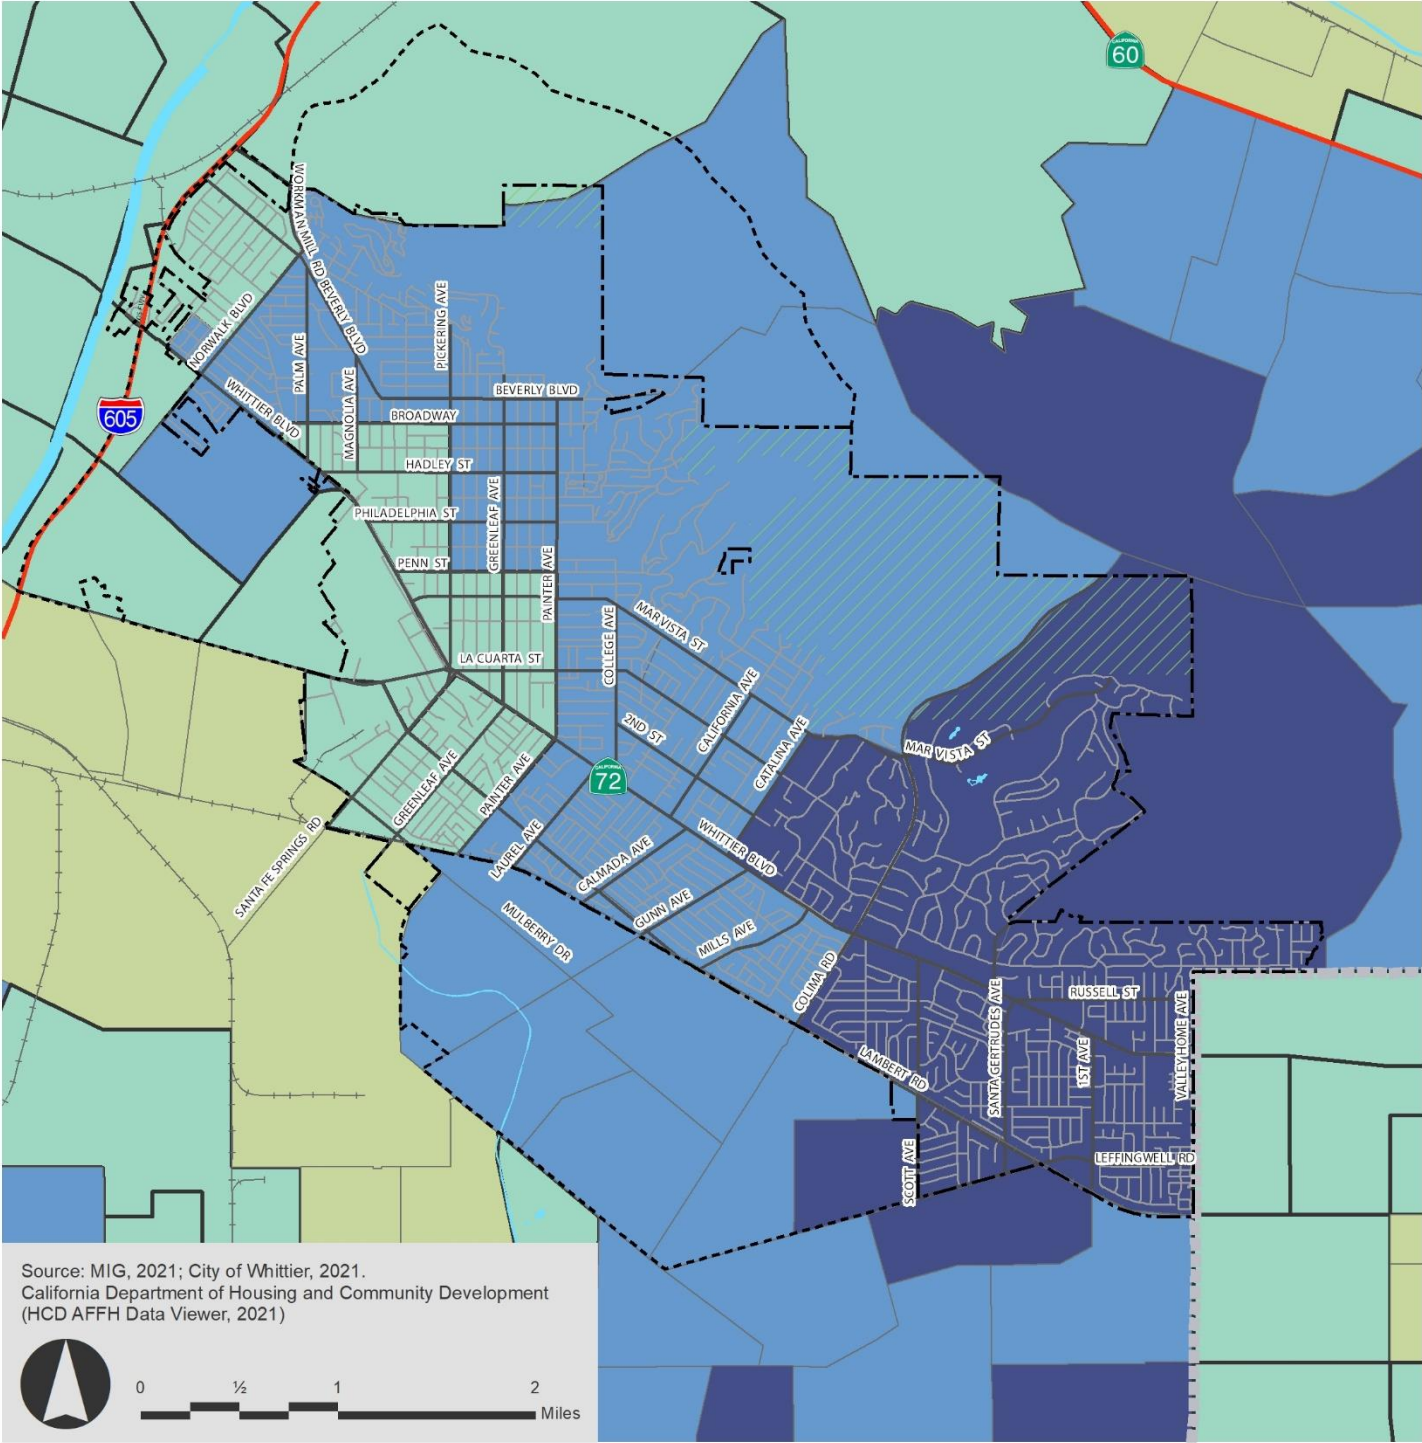 CALIFORNIA
60
WORKMAN MILL RD
BEVERLY BLVD
NORWALK BLVD
PICKERING AVE
PALM AVE
MAGNOLIA AVE
WHITTIER BLVD
BEVERLY BLVD
605
BROADWAY
HADLEY ST
GREENLEAF AVE
PHILADELPHIA ST
PENN ST
PAINTER AVE
COLLEGE AVE
MAR VISTA ST
LA CUARTA ST
CALIFORNIA AVE
2ND ST
CATALINA AVE
MAR VISTA ST
CALIFORNIA
72
GREENLEAF AVE
PAINTER AVE
SANTA FE SPRINGS RD
LAUREL AVE
CALMADA AVE
WHITTIER BLVD
GUNN AVE
MULBERRY DR
MILLS AVE
COLIMA RD
SANTA GERTRUDES AVE
RUSSELL ST
VALLEY HOME AVE
LAMBERT RD
1ST AVE
SCOTT AVE
LEFFINGWELL RD
Source: MIG, 2021; City of Whittier, 2021.
California Department of Housing and Community Development
(HCD AFFH Data Viewer, 2021)
0 ½ 1 2
Miles